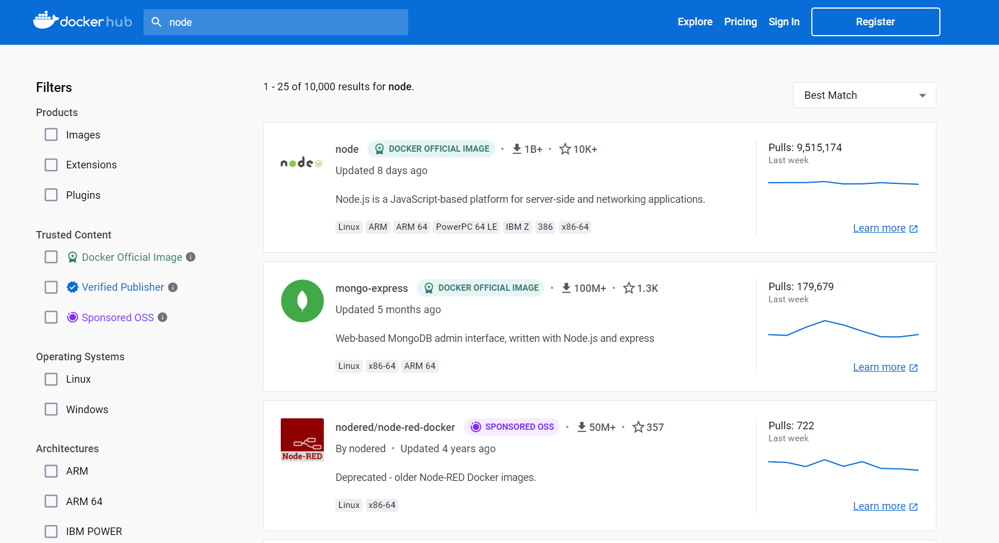 docker hub
node
Explore Pricing Sign In Register
Filters
Products
Images
Extensions
Plugins
Trusted Content
Docker Official Image
Verified Publisher
Sponsored OSS
Operating Systems
Linux
Windows
Architectures
ARM
ARM 64
IBM POWER
1 - 25 of 10,000 results for node.
Best Match
node
node DOCKER OFFICIAL IMAGE • 1B+ • 10K+
Updated 8 days ago
Node.js is a JavaScript-based platform for server-side and networking applications.
Linux ARM ARM 64 PowerPC 64 LE IBM Z 386 x86-64
Pulls: 9,515,174
Last week
Learn more
mongo-express DOCKER OFFICIAL IMAGE • 100M+ • 1.3K
Updated 5 months ago
Web-based MongoDB admin interface, written with Node.js and express
Linux x86-64 ARM 64
Pulls: 179,679
Last week
Learn more
Node-RED
nodered/node-red-docker SPONSORED OSS • 50M+ • 357
By nodered • Updated 4 years ago
Deprecated - older Node-RED Docker images.
Linux x86-64
Pulls: 722
Last week
Learn more